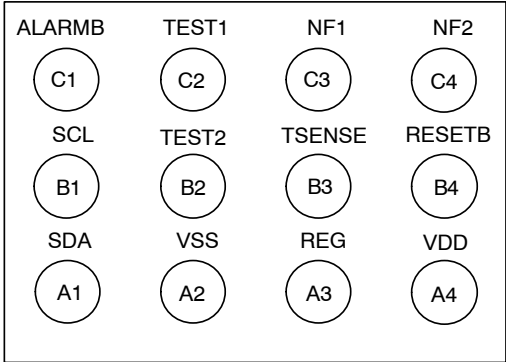 ALARMB TEST1 NF1 NF2
C1 C2 C3 C4
SCL TEST2 TSENSE RESETB
B1 B2 B3 B4
SDA VSS REG VDD
A1 A2 A3 A4